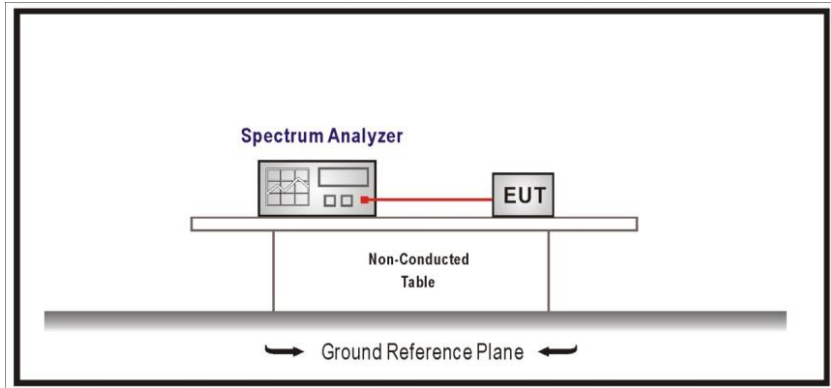 Spectrum Analyzer
EUT
Non-Conducted
Table
Ground Reference Plane